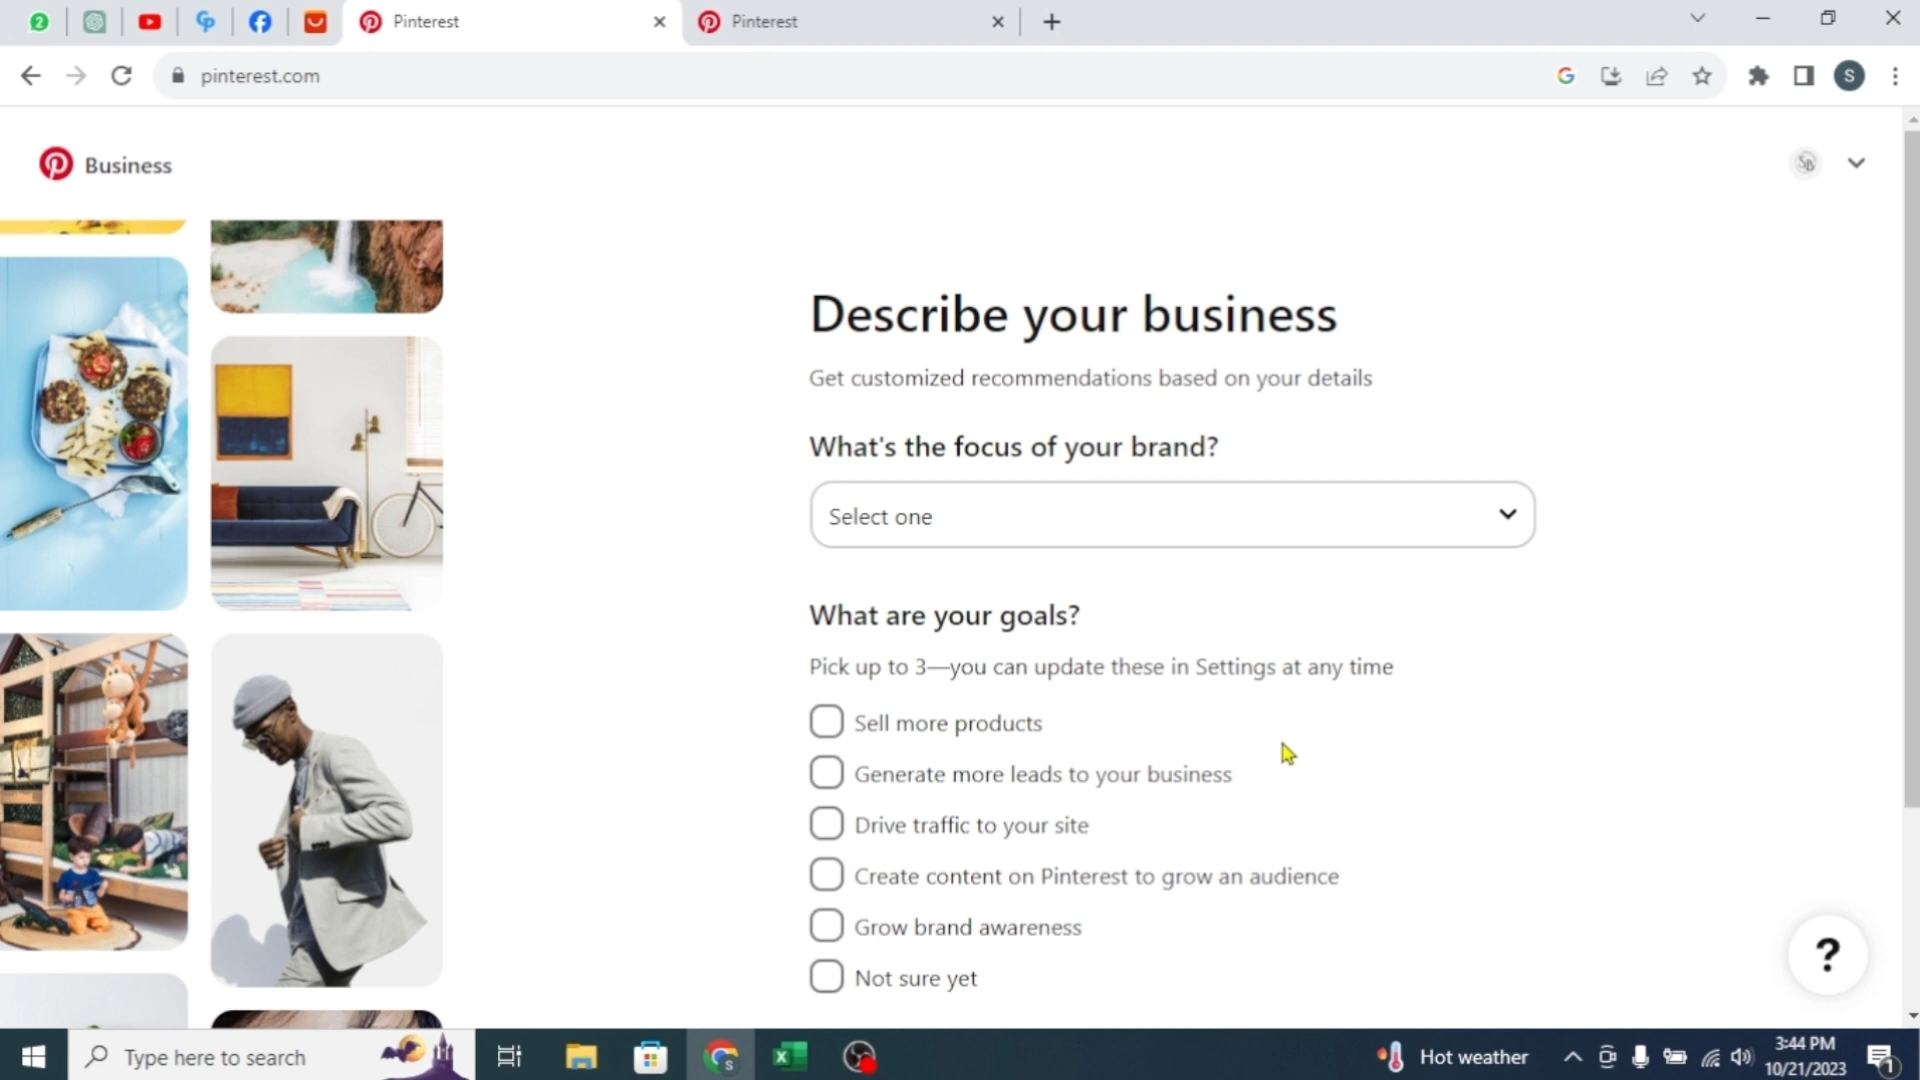 2
Pinterest
Pinterest
pinterest.com
S
Business
SB
Describe your business
Get customized recommendations based on your details
What's the focus of your brand?
Select one
What are your goals?
Pick up to 3—you can update these in Settings at any time
Sell more products
Generate more leads to your business
Drive traffic to your site
Create content on Pinterest to grow an audience
Grow brand awareness
Not sure yet
?
Type here to search
Hot weather
3:44 PM
10/21/2023
1